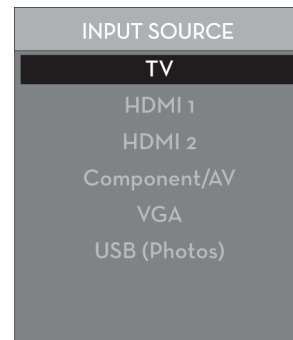 INPUT SOURCE
TV
HDMI 1
HDMI 2
Component/AV
VGA
USB (Photos)